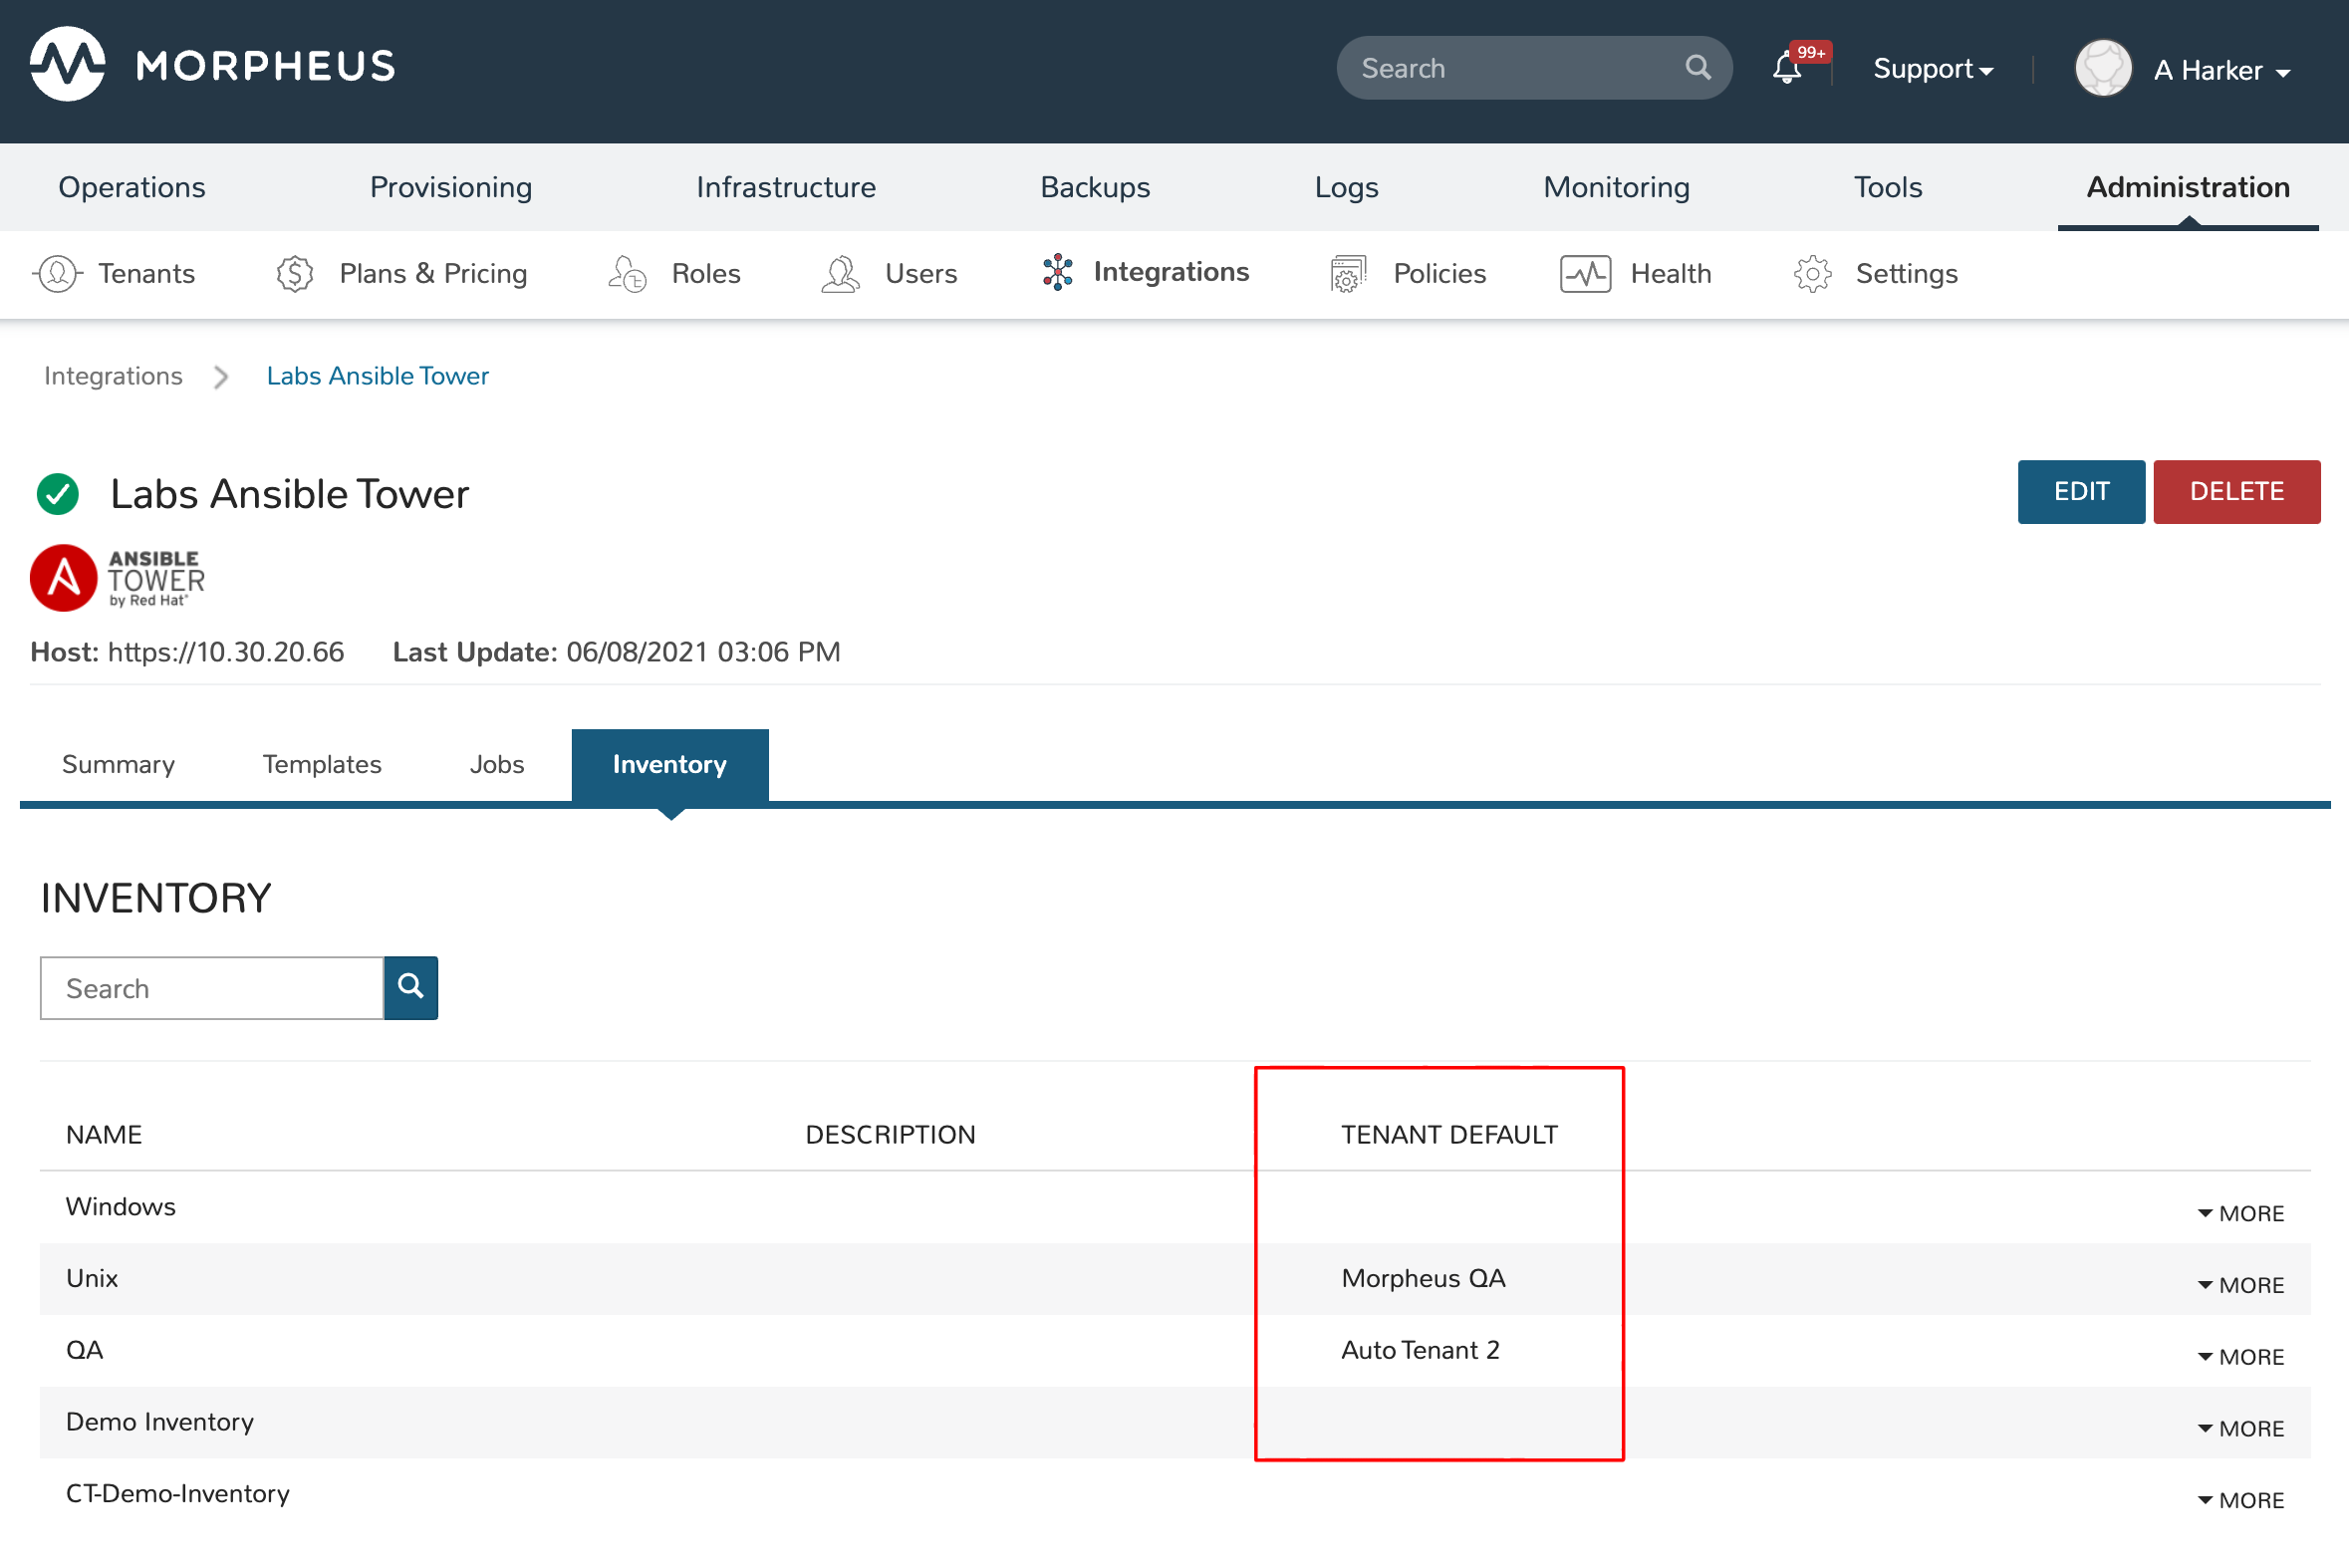 MORPHEUS
Search
99+
Support
A Harker
Operations Provisioning Infrastructure Backups Logs Monitoring Tools Administration
Tenants Plans & Pricing Roles Users Integrations Policies Health Settings
Integrations Labs Ansible Tower
Labs Ansible Tower
EDIT DELETE
ANSIBLE
TOWER
by Red Hat®
Host: https://10.30.20.66 Last Update: 06/08/2021 03:06 PM
Summary Templates Jobs Inventory
INVENTORY
Search
NAME DESCRIPTION TENANT DEFAULT
Windows MORE
Unix Morpheus QA MORE
QA Auto Tenant 2 MORE
Demo Inventory MORE
CT-Demo-Inventory MORE